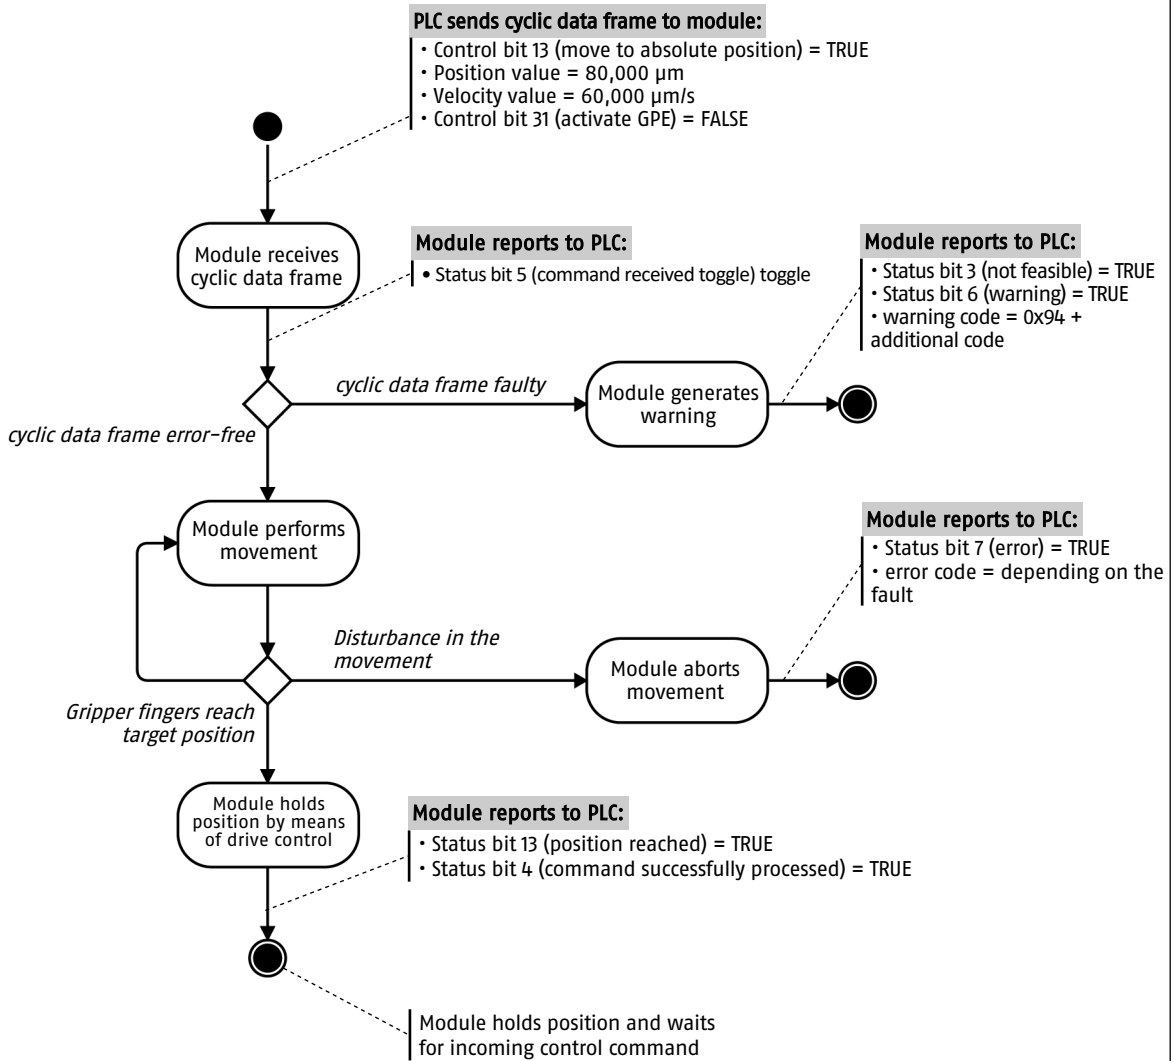 PLC sends cyclic data frame to module:
· Control bit 13 (move to absolute position) = TRUE
· Position value = 80,000 µm
· Velocity value = 60,000 µm/s
· Control bit 31 (activate GPE) = FALSE
Module receives
cyclic data frame
Module reports to PLC:
• Status bit 5 (command received toggle) toggle
Module reports to PLC:
· Status bit 3 (not feasible) = TRUE
· Status bit 6 (warning) = TRUE
· warning code = 0x94 +
additional code
cyclic data frame faulty
Module generates
warning
cyclic data frame error-free
Module performs
movement
Module reports to PLC:
· Status bit 7 (error) = TRUE
· error code = depending on the
fault
Disturbance in the
movement
Module aborts
movement
Gripper fingers reach
target position
Module holds
position by means
of drive control
Module reports to PLC:
· Status bit 13 (position reached) = TRUE
· Status bit 4 (command successfully processed) = TRUE
Module holds position and waits
for incoming control command